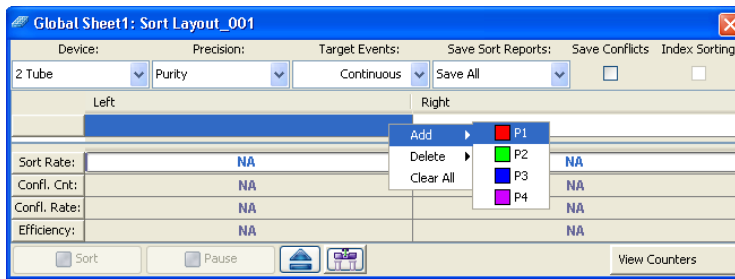 Global Sheet1: Sort Layout_001
Device: Precision: Target Events: Save Sort Reports: Save Conflicts Index Sorting
2 Tube Purity Continuous Save All
Left Right
Add P1
Delete P2
Clear All P3
P4
Sort Rate: NA NA
Confl. Cnt: NA NA
Confl. Rate: NA NA
Efficiency: NA NA
Sort Pause View Counters